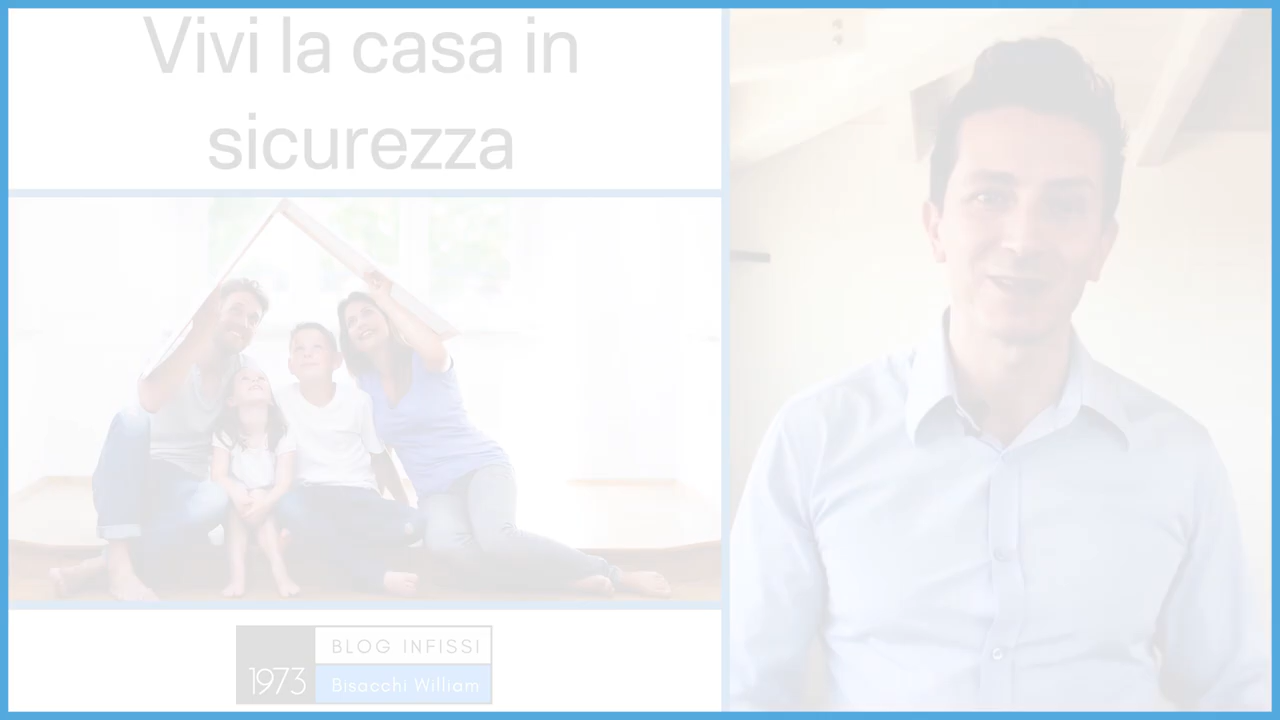 Vivi la casa in
sicurezza
BLOG INFISSI
1973
Bisacchi William